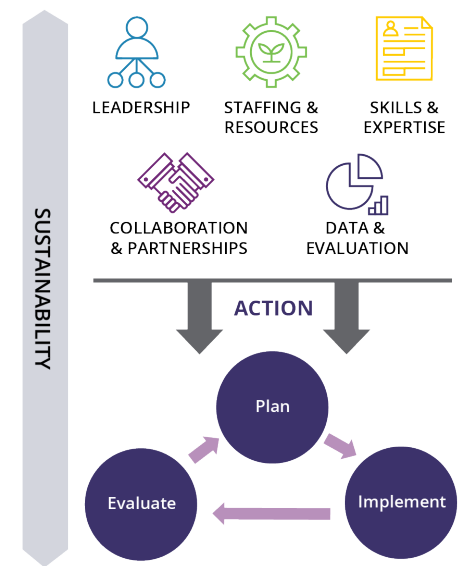 SUSTAINABILITY
LEADERSHIP
STAFFING &
RESOURCES
SKILLS &
EXPERTISE
COLLABORATION
& PARTNERSHIPS
DATA &
EVALUATION
ACTION
Plan
Implement
Evaluate